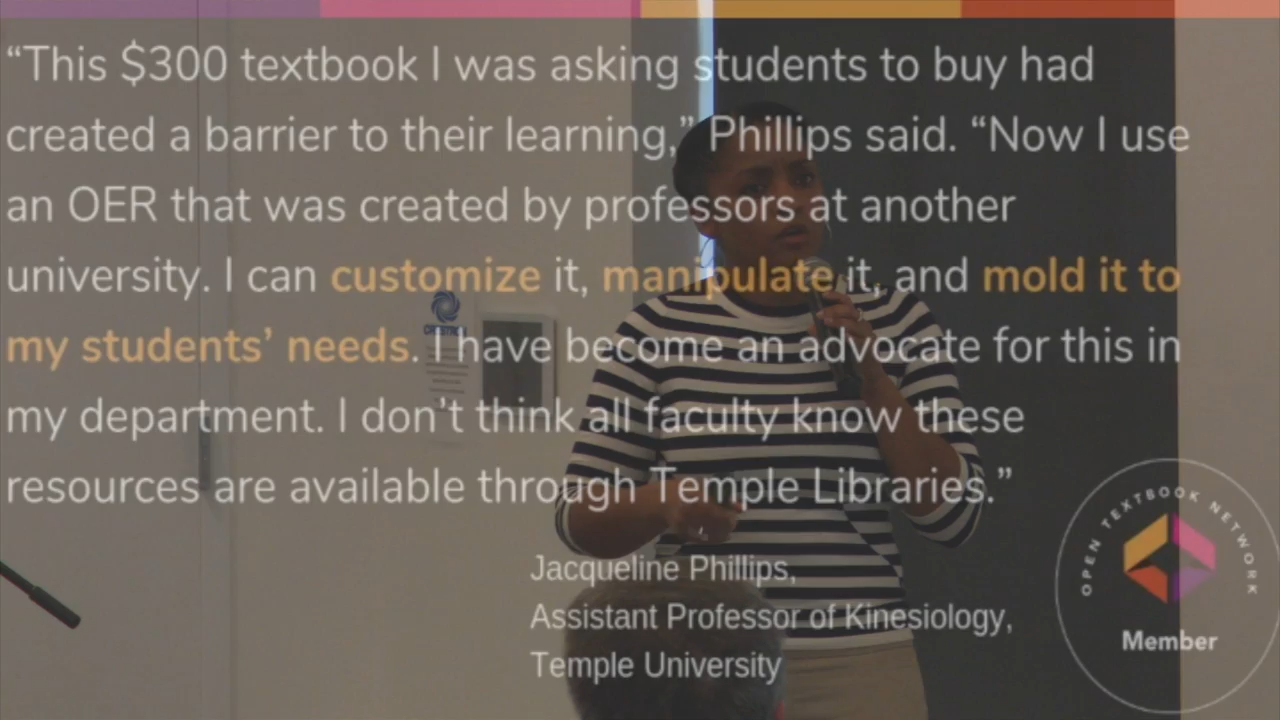 “This $300 textbook I was asking students to buy had
created a barrier to their learning,” Phillips said. “Now I use
an OER that was created by professors at another
university. I can customize it, manipulate it, and mold it to
my students’ needs. I have become an advocate for this in
my department. I don’t think all faculty know these
resources are available through Temple Libraries.”
Jacqueline Phillips,
Assistant Professor of Kinesiology,
Temple University
OPEN TEXTBOOK NETWORK
Member